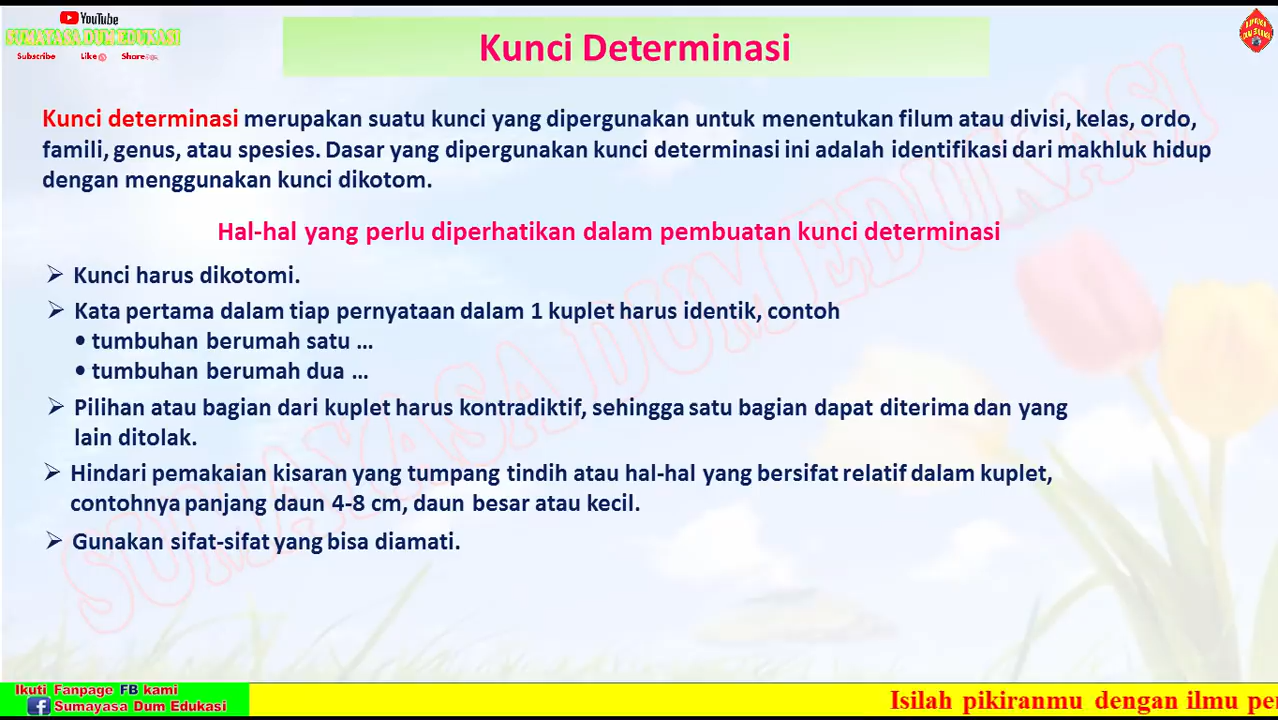 YouTube
SUMAYASA DUM EDUKASI
Subscribe Like Share
Kunci Determinasi
Kunci determinasi merupakan suatu kunci yang dipergunakan untuk menentukan filum atau divisi, kelas, ordo,
famili, genus, atau spesies. Dasar yang dipergunakan kunci determinasi ini adalah identifikasi dari makhluk hidup
dengan menggunakan kunci dikotom.
Hal-hal yang perlu diperhatikan dalam pembuatan kunci determinasi
➢ Kunci harus dikotomi.
➢ Kata pertama dalam tiap pernyataan dalam 1 kuplet harus identik, contoh
• tumbuhan berumah satu ...
• tumbuhan berumah dua ...
➢ Pilihan atau bagian dari kuplet harus kontradiktif, sehingga satu bagian dapat diterima dan yang
lain ditolak.
➢ Hindari pemakaian kisaran yang tumpang tindih atau hal-hal yang bersifat relatif dalam kuplet,
contohnya panjang daun 4-8 cm, daun besar atau kecil.
➢ Gunakan sifat-sifat yang bisa diamati.
SUMAYASA DUM EDUKASI
Ikuti Fanpage FB kami
Sumayasa Dum Edukasi
Isilah pikiranmu dengan ilmu